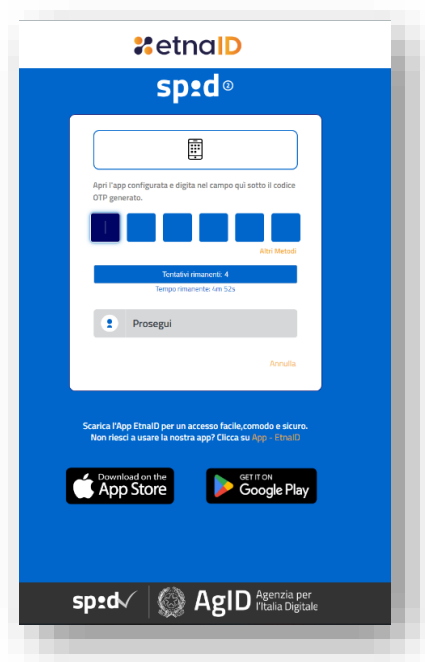 etnaID
spid 2
Apri l'app configurata e digita nel campo quì sotto il codice
OTP generato.
Altri Metodi
Tentativi rimanenti: 4
Tempo rimanente: 4m 52s
Prosegui
Annulla
Scarica l'App EtnaID per un accesso facile,comodo e sicuro.
Non riesci a usare la nostra app? Clicca su App - EtnaID
Download on the
App Store
GET IT ON
Google Play
spid
AgID Agenzia per
l'Italia Digitale